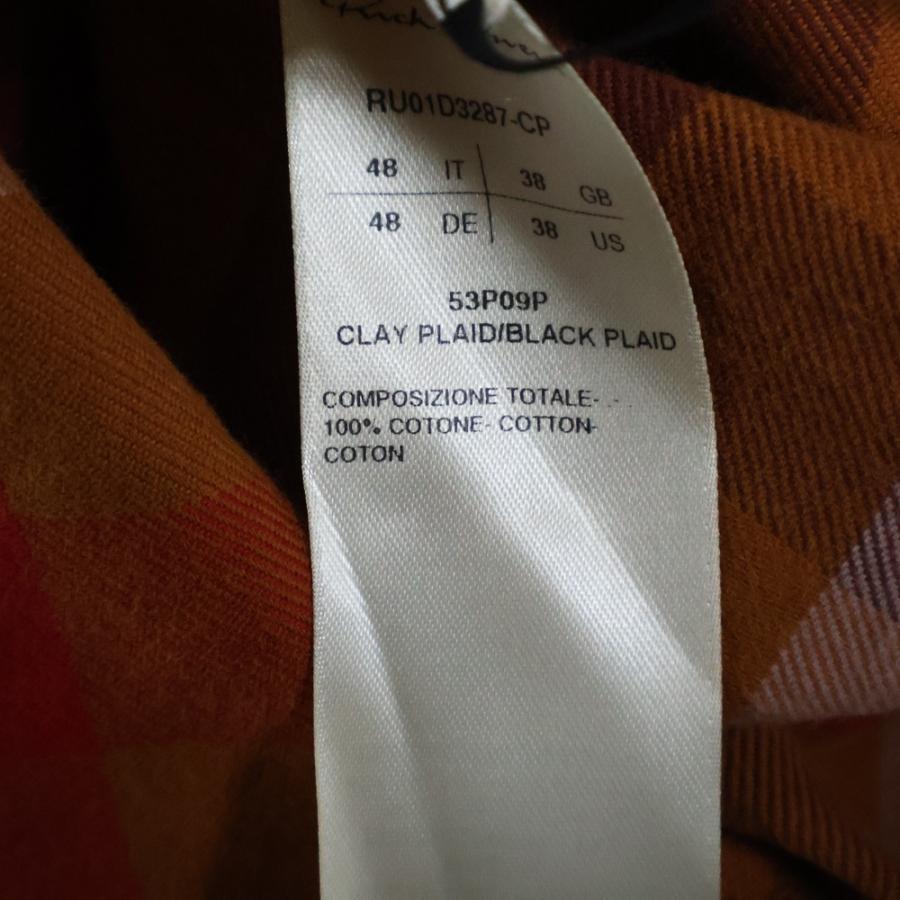 RU01D3287-CP
48 IT 38 GB
48 DE 38 US
53P09P
CLAY PLAID/BLACK PLAID
COMPOSIZIONE TOTALE- - -
100% COTONE- COTTON-
COTON